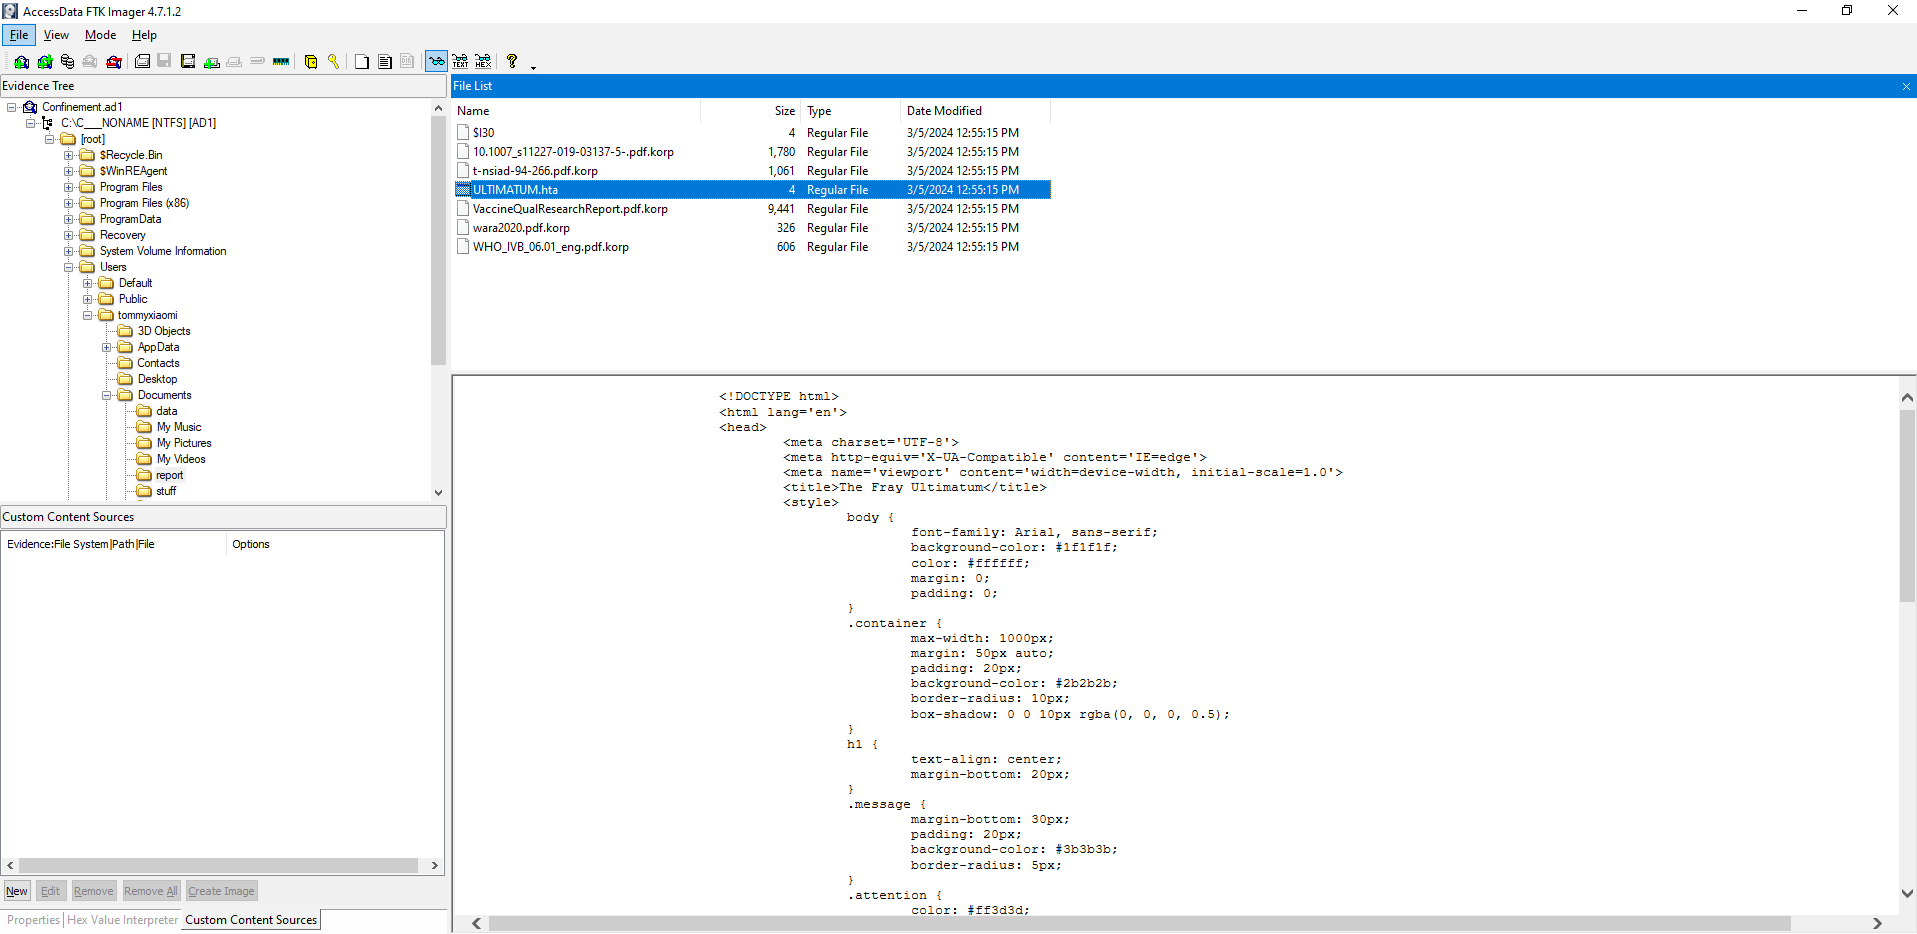 AccessData FTK Imager 4.7.1.2
File View Mode Help
TEXT HEX
Evidence Tree
Confinement.ad1
C:\C___NONAME [NTFS] [AD1]
[root]
$Recycle.Bin
$WinREAgent
Program Files
Program Files (x86)
ProgramData
Recovery
System Volume Information
Users
Default
Public
tommyxiaomi
3D Objects
AppData
Contacts
Desktop
Documents
data
My Music
My Pictures
My Videos
report
stuff
Custom Content Sources
Evidence:File System|Path|File Options
New Edit Remove Remove All Create Image
Properties Hex Value Interpreter Custom Content Sources
File List
Name Size Type Date Modified
$I30 4 Regular File 3/5/2024 12:55:15 PM
10.1007_s11227-019-03137-5-.pdf.korp 1,780 Regular File 3/5/2024 12:55:15 PM
t-nsiad-94-266.pdf.korp 1,061 Regular File 3/5/2024 12:55:15 PM
ULTIMATUM.hta 4 Regular File 3/5/2024 12:55:15 PM
VaccineQualResearchReport.pdf.korp 9,441 Regular File 3/5/2024 12:55:15 PM
wara2020.pdf.korp 326 Regular File 3/5/2024 12:55:15 PM
WHO_IVB_06.01_eng.pdf.korp 606 Regular File 3/5/2024 12:55:15 PM
<!DOCTYPE html>
<html lang='en'>
<head>
<meta charset='UTF-8'>
<meta http-equiv='X-UA-Compatible' content='IE=edge'>
<meta name='viewport' content='width=device-width, initial-scale=1.0'>
<title>The Fray Ultimatum</title>
<style>
body {
font-family: Arial, sans-serif;
background-color: #1f1f1f;
color: #ffffff;
margin: 0;
padding: 0;
}
.container {
max-width: 1000px;
margin: 50px auto;
padding: 20px;
background-color: #2b2b2b;
border-radius: 10px;
box-shadow: 0 0 10px rgba(0, 0, 0, 0.5);
}
h1 {
text-align: center;
margin-bottom: 20px;
}
.message {
margin-bottom: 30px;
padding: 20px;
background-color: #3b3b3b;
border-radius: 5px;
}
.attention {
color: #ff3d3d;